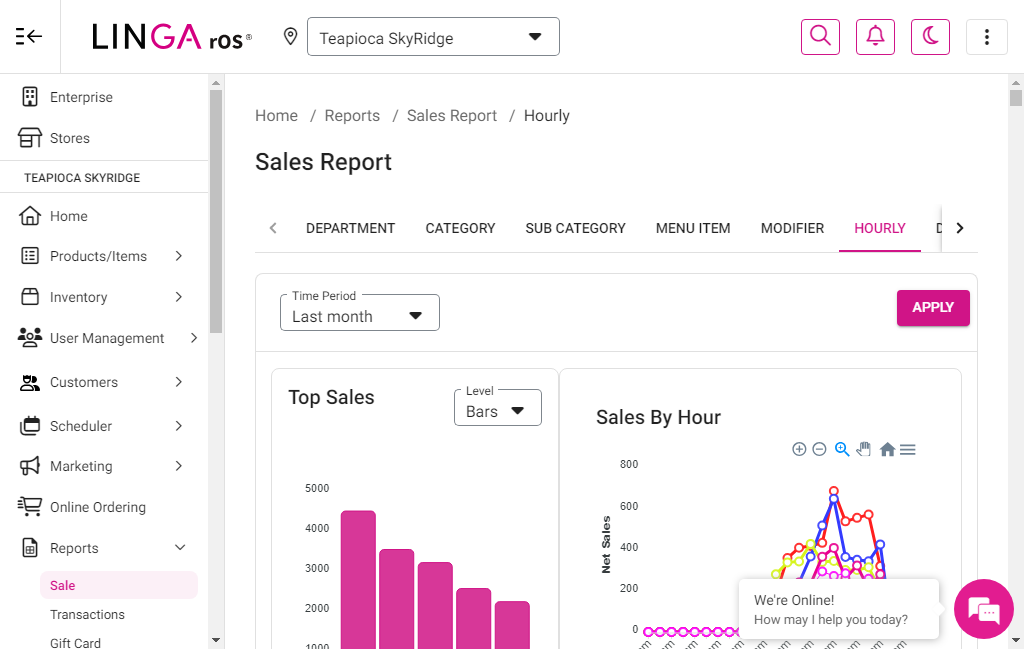 LINGA ros®
Teapioca SkyRidge
Enterprise
Stores
TEAPIOCA SKYRIDGE
Home
Products/Items
Inventory
User Management
Customers
Scheduler
Marketing
Online Ordering
Reports
Sale
Transactions
Gift Card
Home / Reports / Sales Report / Hourly
Sales Report
DEPARTMENT CATEGORY SUB CATEGORY MENU ITEM MODIFIER HOURLY
Time Period
Last month
APPLY
Top Sales
Level
Bars
5000
4000
3000
2000
1000
Sales By Hour
800
600
400
200
0
Net Sales
We're Online!
How may I help you today?